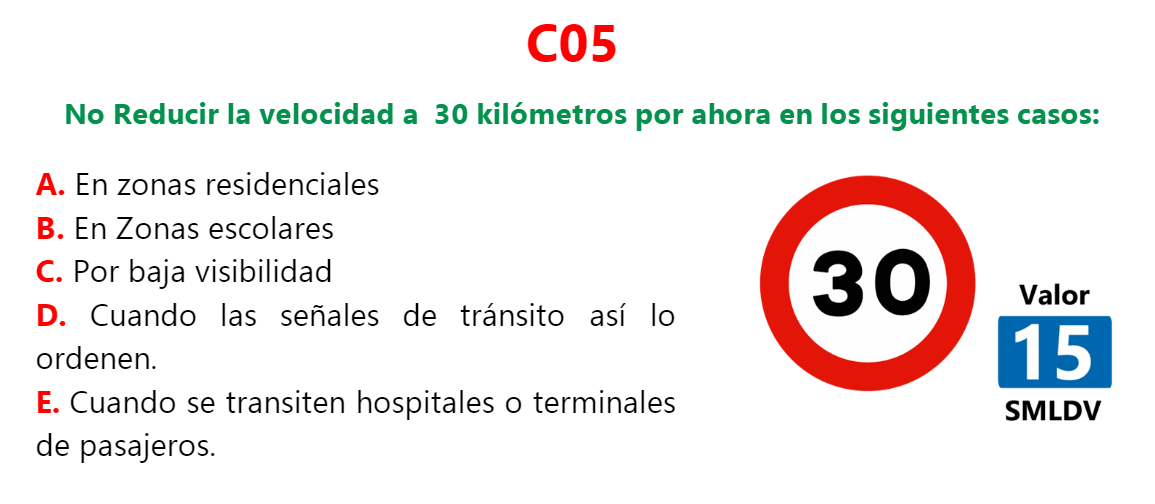 C05
No Reducir la velocidad a  30 kilómetros por ahora en los siguientes casos:
A. En zonas residenciales
B. En Zonas escolares
C. Por baja visibilidad
D. Cuando las señales de tránsito así lo
ordenen.
E. Cuando se transiten hospitales o terminales
de pasajeros.
30
Valor
15
SMLDV